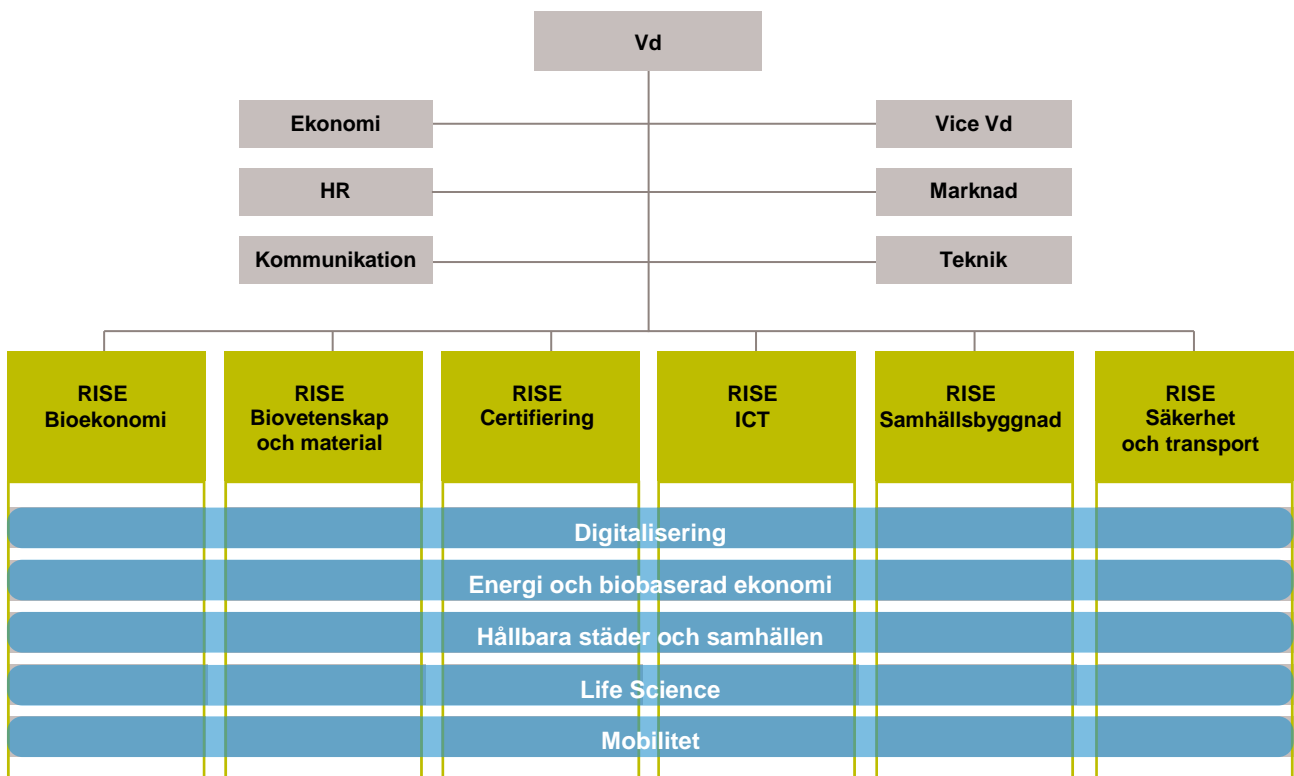 Vd
Ekonomi
Vice Vd
HR
Marknad
Kommunikation
Teknik
RISE
Bioekonomi
RISE
Biovetenskap
och material
RISE
Certifiering
RISE
ICT
RISE
Samhällsbyggnad
RISE
Säkerhet
och transport
Digitalisering
Energi och biobaserad ekonomi
Hållbara städer och samhällen
Life Science
Mobilitet